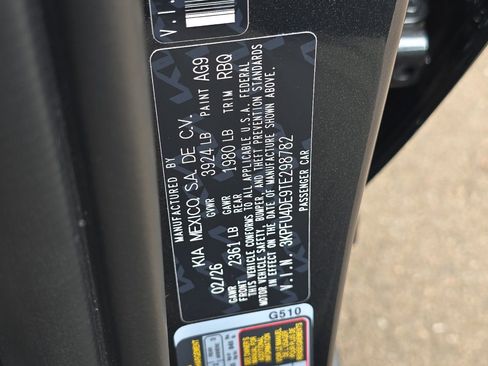 V.I.N.
MANUFACTURED BY
KIA MEXICO, S.A. DE C.V.
02/26 GVWR 3924 LB PAINT AG9
GAWR FRONT 2361 LB GAWR REAR 1980 LB TRIM RBQ
THIS VEHICLE CONFORMS TO ALL APPLICABLE U.S.A. FEDERAL
MOTOR VEHICLE SAFETY, BUMPER, AND THEFT PREVENTION STANDARDS
IN EFFECT ON THE DATE OF MANUFACTURE SHOWN ABOVE.
V.I.N. 3KPFU4DE9TE298782
PASSENGER CAR
G510